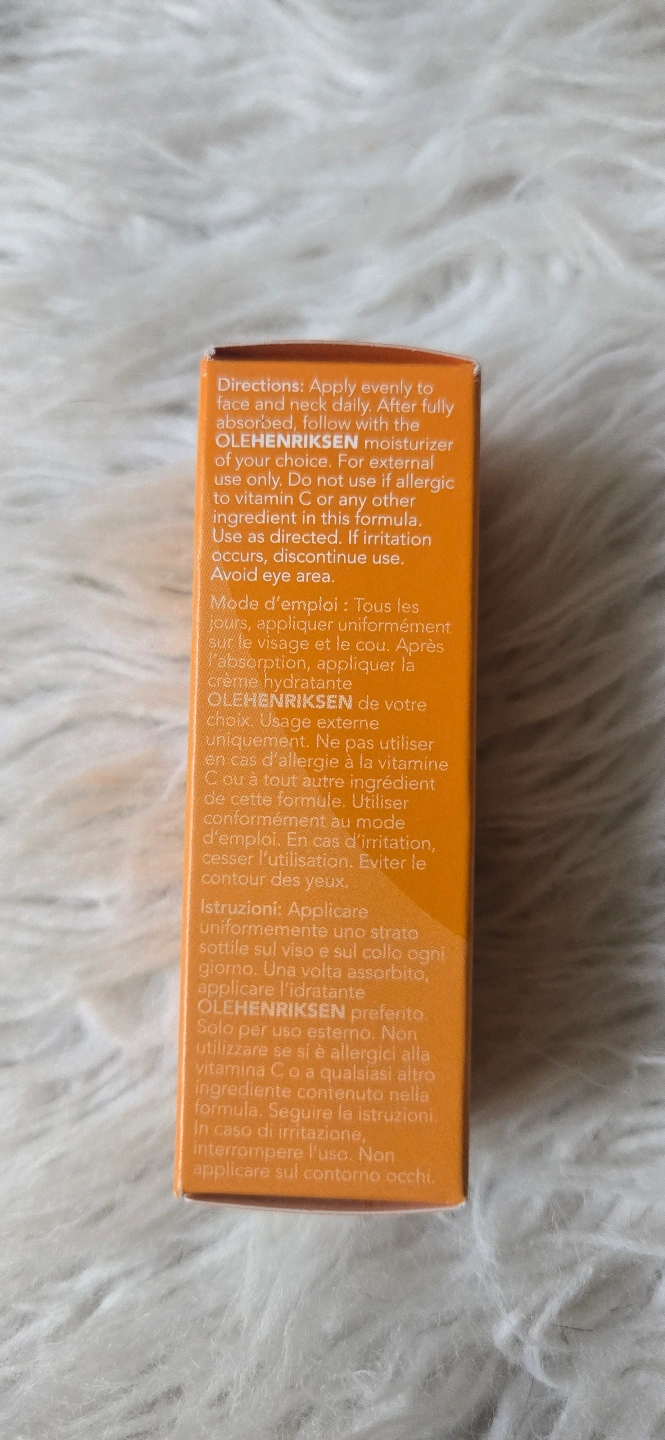 Directions: Apply evenly to
face and neck daily. After fully
absorbed, follow with the
OLEHENRIKSEN moisturizer
of your choice. For external
use only. Do not use if allergic
to vitamin C or any other
ingredient in this formula.
Use as directed. If irritation
occurs, discontinue use.
Avoid eye area.
Mode d'emploi : Tous les
jours, appliquer uniformément
sur le visage et le cou. Après
l'absorption, appliquer la
crème hydratante
OLEHENRIKSEN de votre
choix. Usage externe
uniquement. Ne pas utiliser
en cas d'allergie à la vitamine
C ou à tout autre ingrédient
de cette formule. Utiliser
conformément au mode
d'emploi. En cas d'irritation,
cesser l'utilisation. Eviter le
contour des yeux.
Istruzioni: Applicare
uniformemente uno strato
sottile sul viso e sul collo ogni
giorno. Una volta assorbito,
applicare l'idratante
OLEHENRIKSEN preferito.
Solo per uso esterno. Non
utilizzare se si è allergici alla
vitamina C o a qualsiasi altro
ingrediente contenuto nella
formula. Seguire le istruzioni.
In caso di irritazione,
interrompere l'uso. Non
applicare sul contorno occhi.